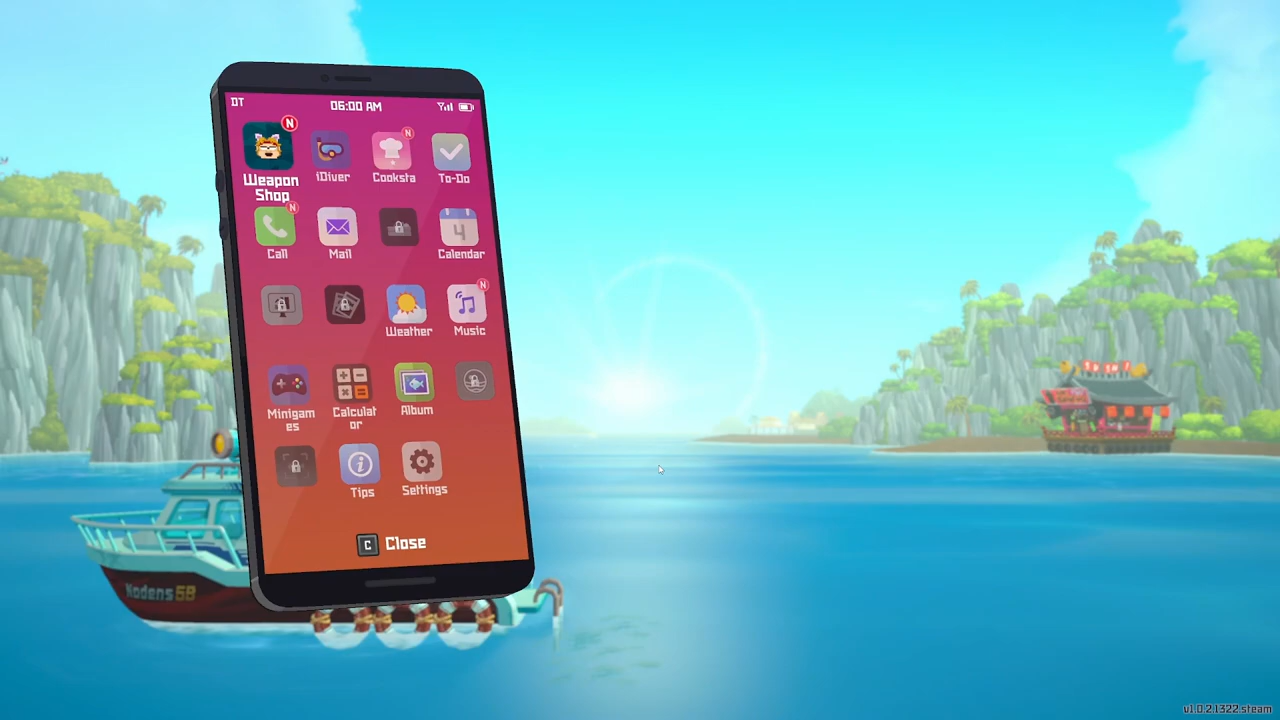 DT
06:00 AM
N
Weapon
Shop
iDiver
N
Cooksta
To-Do
N
Call
Mail
4
Calendar
Weather
N
Music
Minigam
es
Calculat
or
Album
Tips
Settings
C Close
Nodens 58
v1.0.2.1322.steam